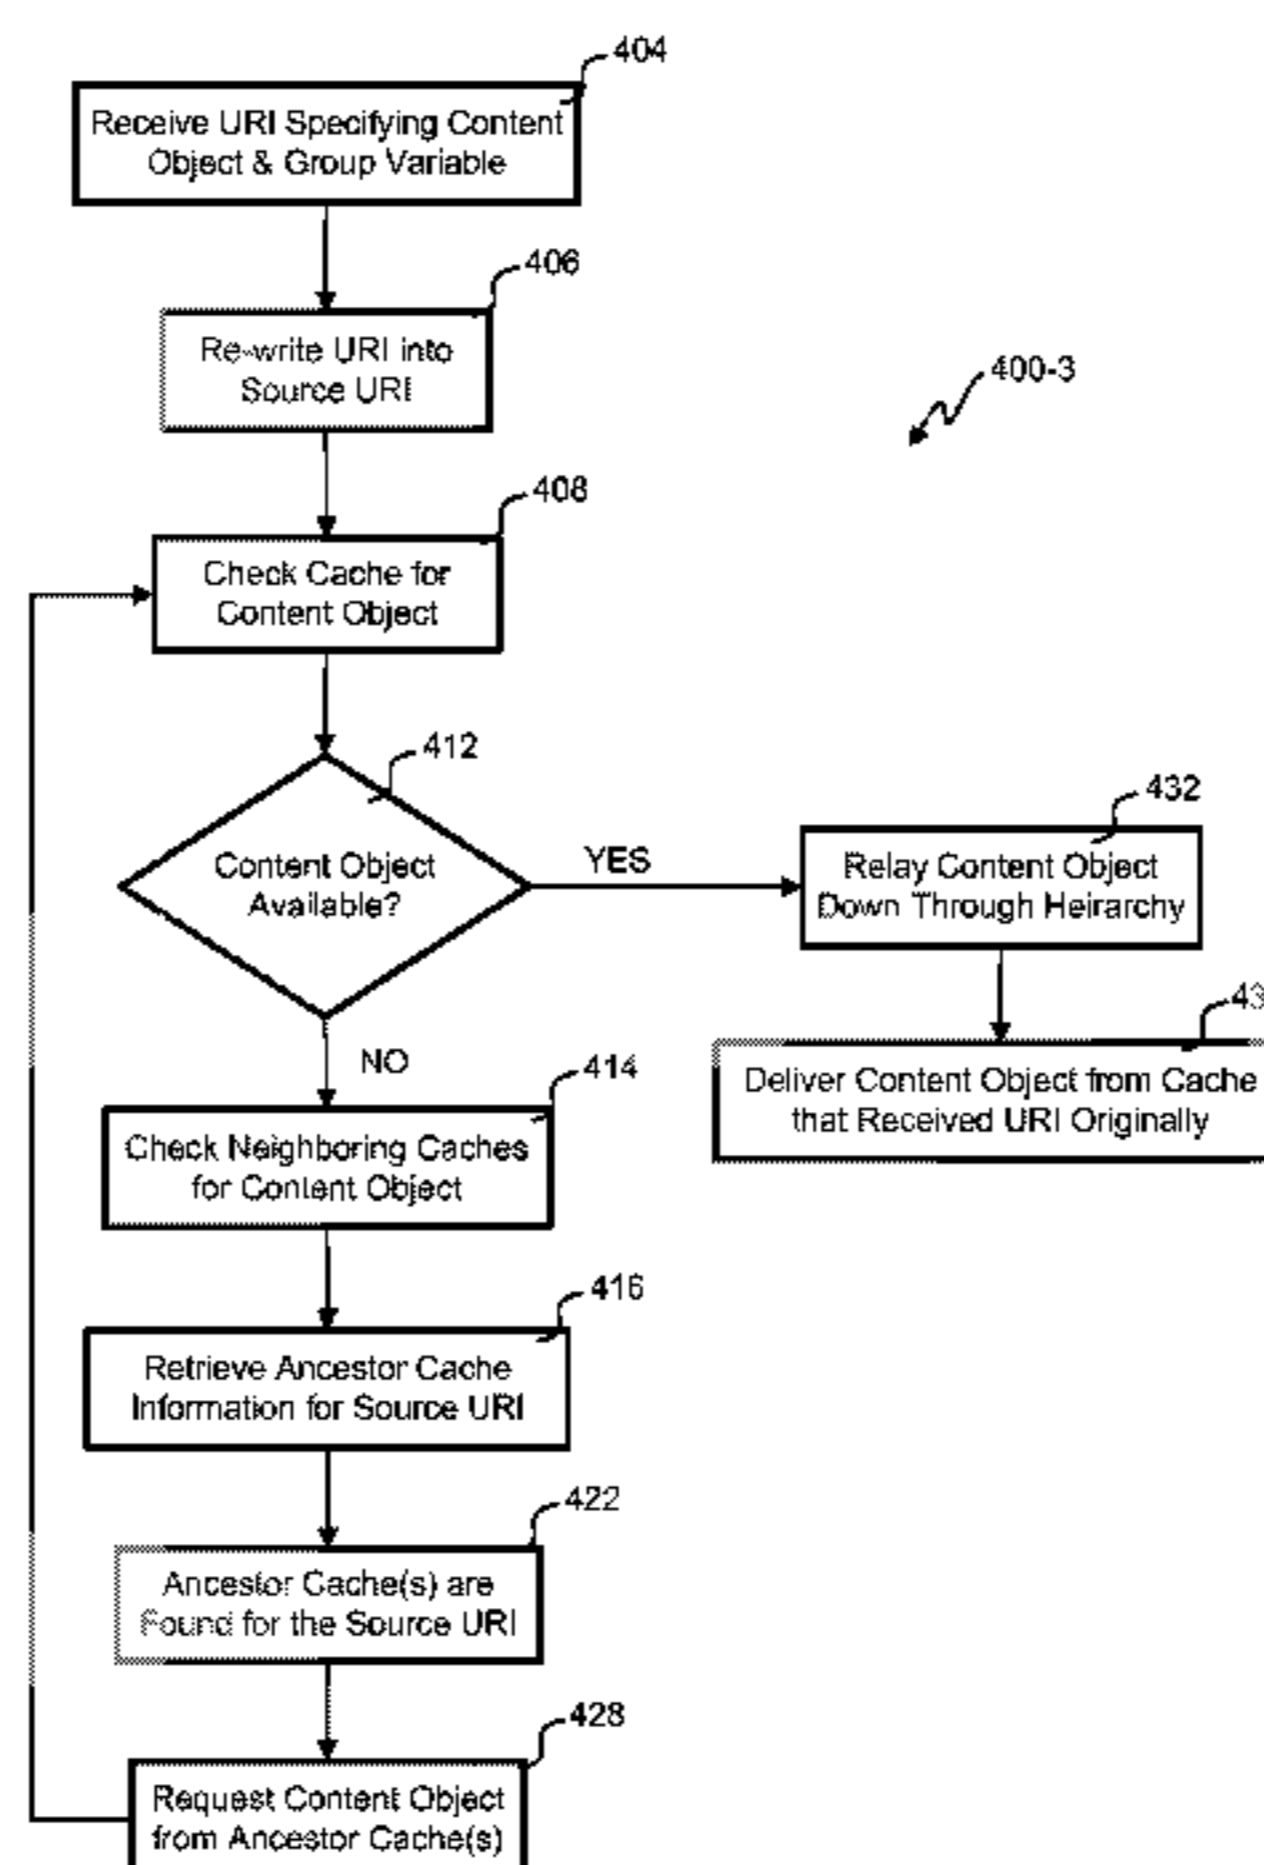 404
Receive URI Specifying Content
Object & Group Variable
406
Re-write URI into
Source URI
400-3
408
Check Cache for
Content Object
412
Content Object
Available?
YES
432
Relay Content Object
Down Through Heirarchy
NO
43
Deliver Content Object from Cache
that Received URI Originally
414
Check Neighboring Caches
for Content Object
416
Retrieve Ancestor Cache
Information for Source URI
422
Ancestor Cache(s) are
Found for the Source URI
428
Request Content Object
from Ancestor Cache(s)